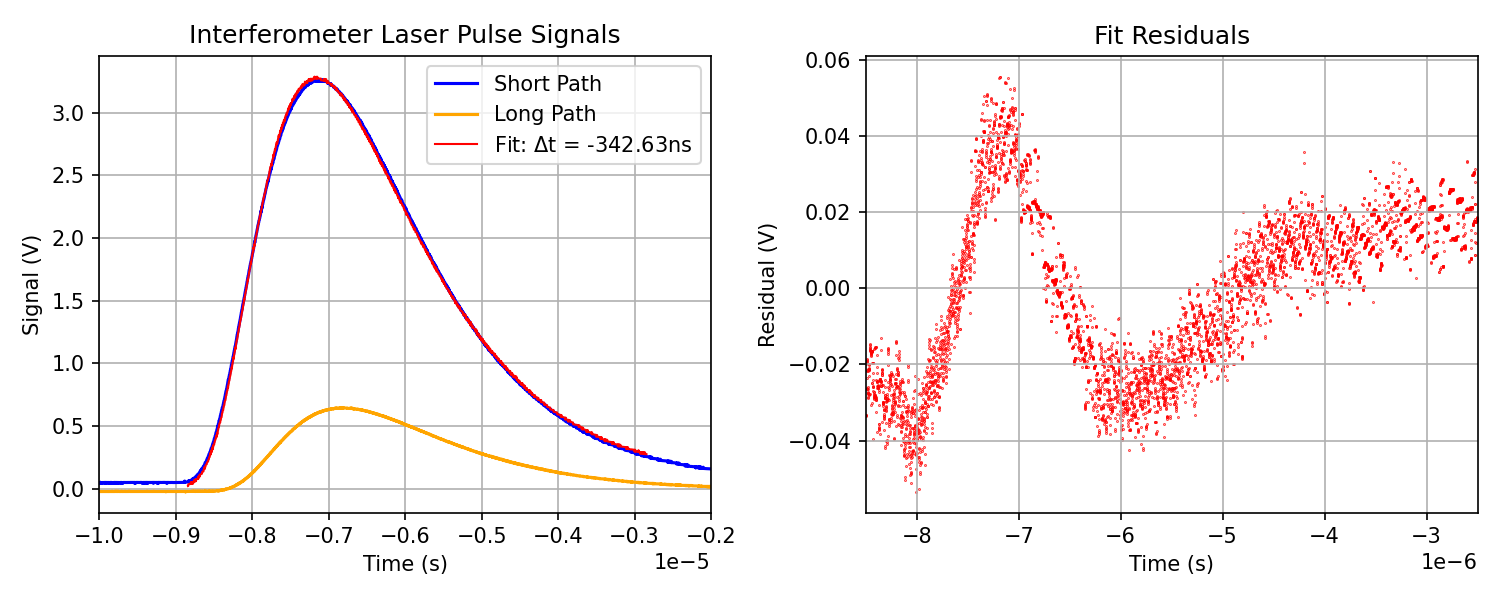 Interferometer Laser Pulse Signals
Signal (V)
3.0
2.5
2.0
1.5
1.0
0.5
0.0
Short Path
Long Path
Fit: Δt = -342.63ns
−1.0 −0.9 −0.8 −0.7 −0.6 −0.5 −0.4 −0.3 −0.2
Time (s)
1e−5
Fit Residuals
Residual (V)
0.06
0.04
0.02
0.00
−0.02
−0.04
−8 −7 −6 −5 −4 −3
Time (s)
1e−6